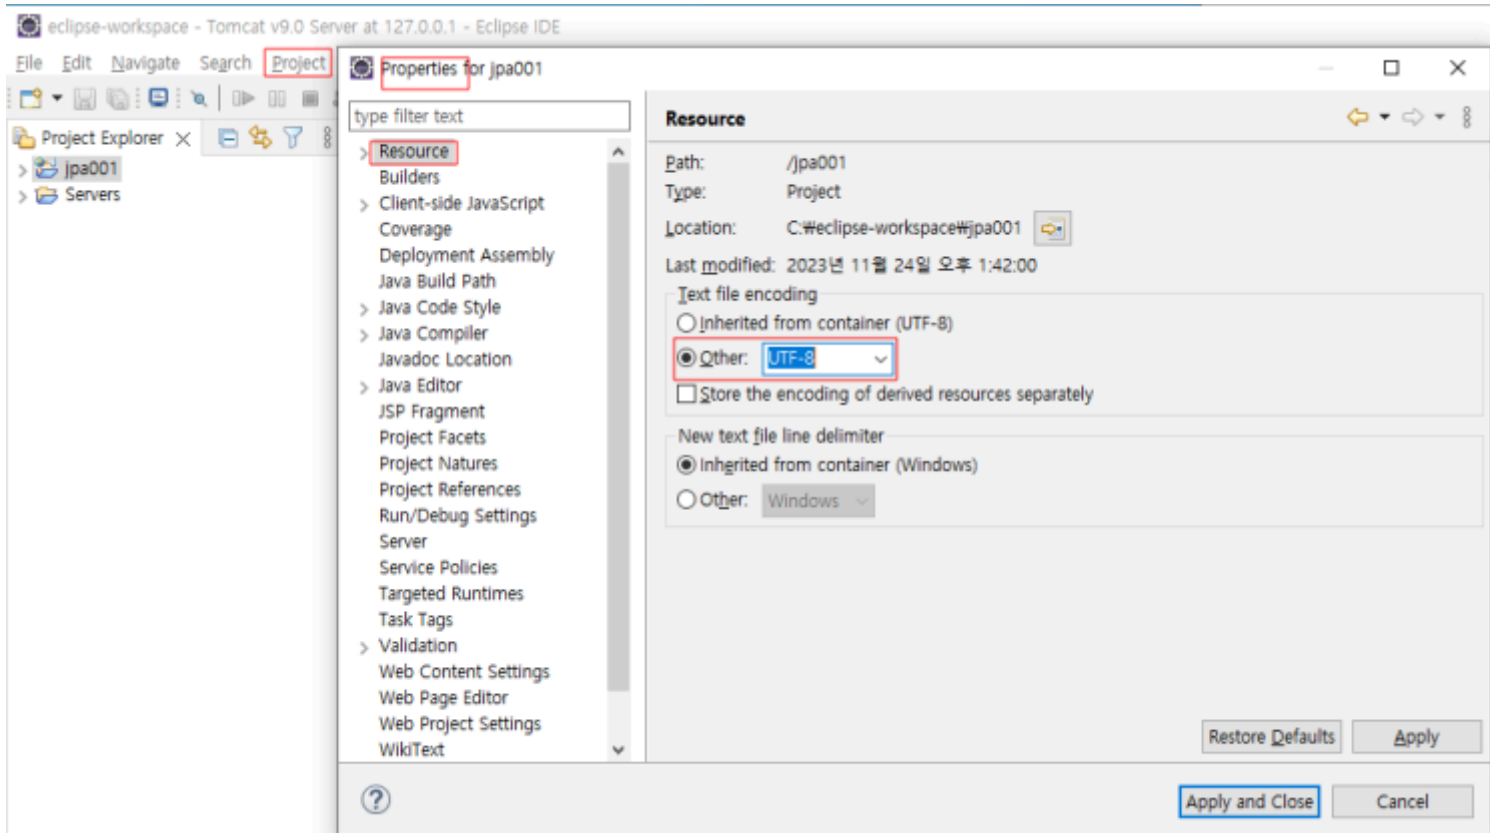 eclipse-workspace - Tomcat v9.0 Server at 127.0.0.1 - Eclipse IDE
File Edit Navigate Search Project
Project Explorer
jpa001
Servers
Properties for jpa001
type filter text
Resource
Builders
Client-side JavaScript
Coverage
Deployment Assembly
Java Build Path
Java Code Style
Java Compiler
Javadoc Location
Java Editor
JSP Fragment
Project Facets
Project Natures
Project References
Run/Debug Settings
Server
Service Policies
Targeted Runtimes
Task Tags
Validation
Web Content Settings
Web Page Editor
Web Project Settings
WikiText
Resource
Path: /jpa001
Type: Project
Location: C:₩eclipse-workspace₩jpa001
Last modified: 2023년 11월 24일 오후 1:42:00
Text file encoding
Inherited from container (UTF-8)
Other: UTF-8
Store the encoding of derived resources separately
New text file line delimiter
Inherited from container (Windows)
Other: Windows
Restore Defaults Apply
? Apply and Close Cancel